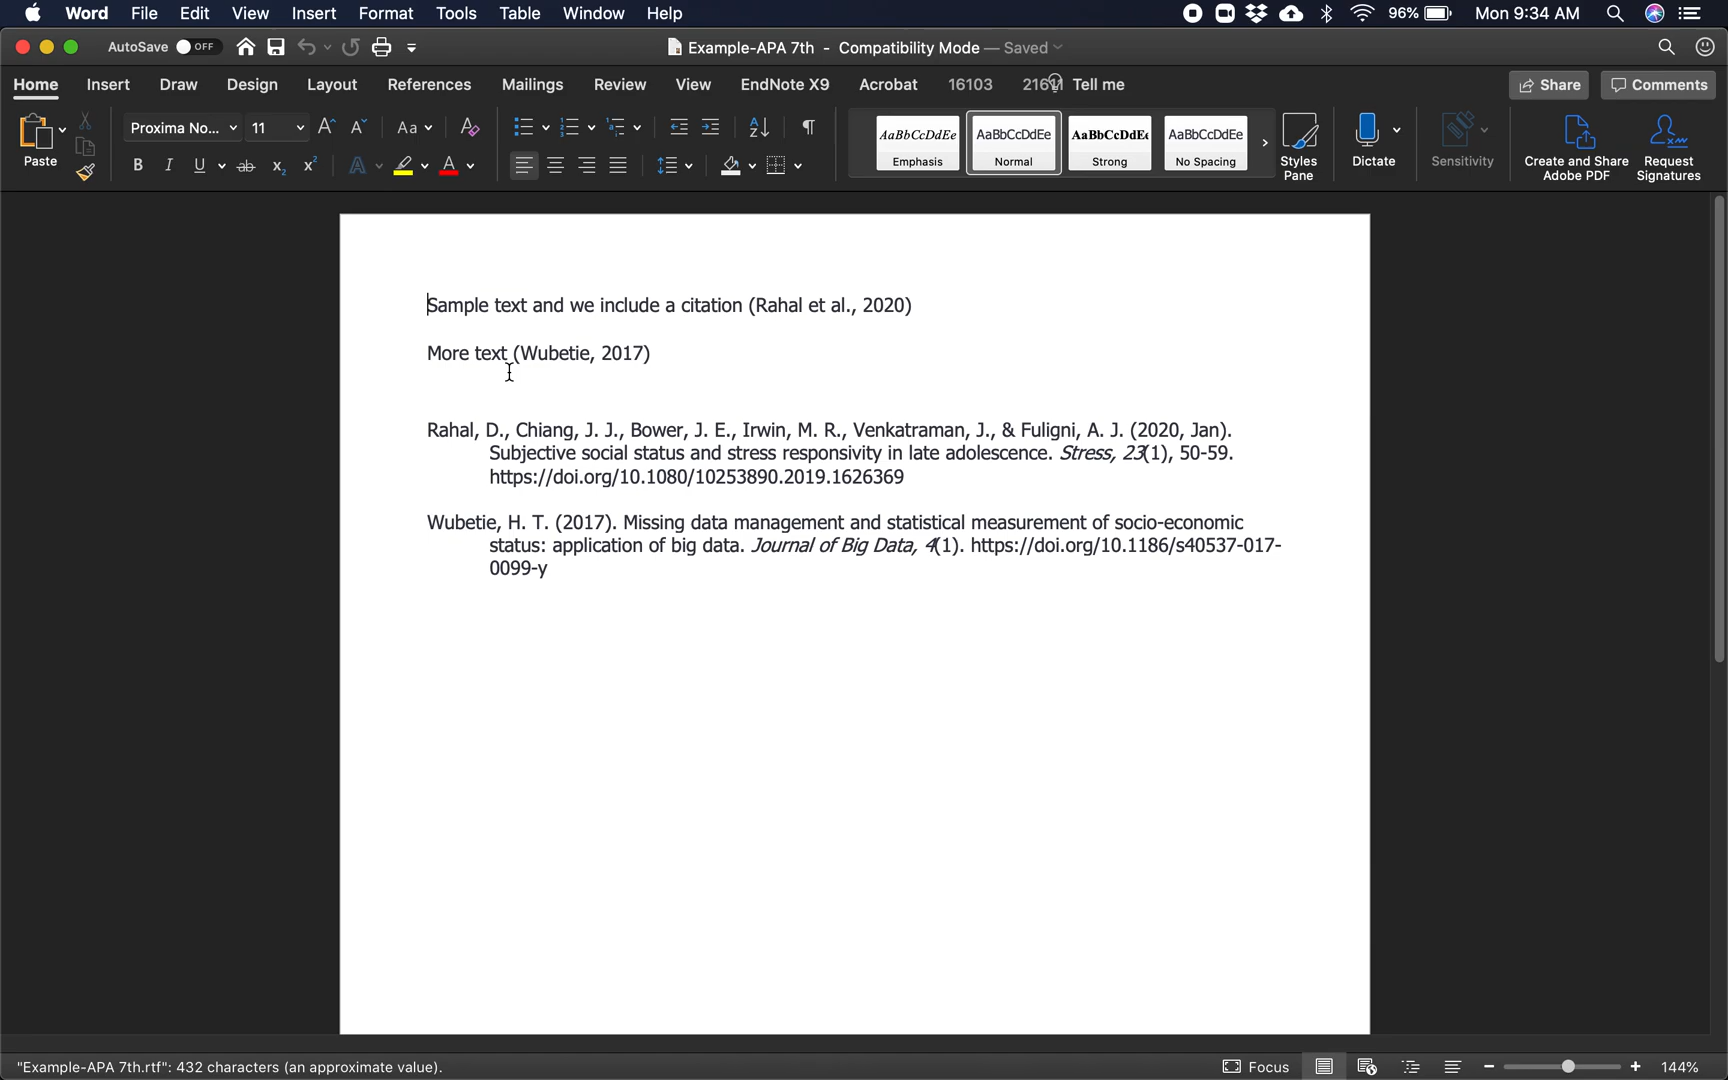 Word File Edit View Insert Format Tools Table Window Help 96% Mon 9:34 AM
AutoSave OFF Example-APA 7th - Compatibility Mode — Saved
Home Insert Draw Design Layout References Mailings Review View EndNote X9 Acrobat 16103 Tell me Share Comments
Paste Proxima No... 11 Aa
B I U ab X2 X2 A A
AaBbCcDdEe AaBbCcDdEe AaBbCcDdEe AaBbCcDdEe
Emphasis Normal Strong No Spacing
Styles Pane Dictate Sensitivity Create and Share Adobe PDF Request Signatures
Sample text and we include a citation (Rahal et al., 2020)
More text (Wubetie, 2017)
Rahal, D., Chiang, J. J., Bower, J. E., Irwin, M. R., Venkatraman, J., & Fuligni, A. J. (2020, Jan).
Subjective social status and stress responsivity in late adolescence. Stress, 23(1), 50-59.
https://doi.org/10.1080/10253890.2019.1626369
Wubetie, H. T. (2017). Missing data management and statistical measurement of socio-economic
status: application of big data. Journal of Big Data, 4(1). https://doi.org/10.1186/s40537-017-
0099-y
"Example-APA 7th.rtf": 432 characters (an approximate value). Focus 144%